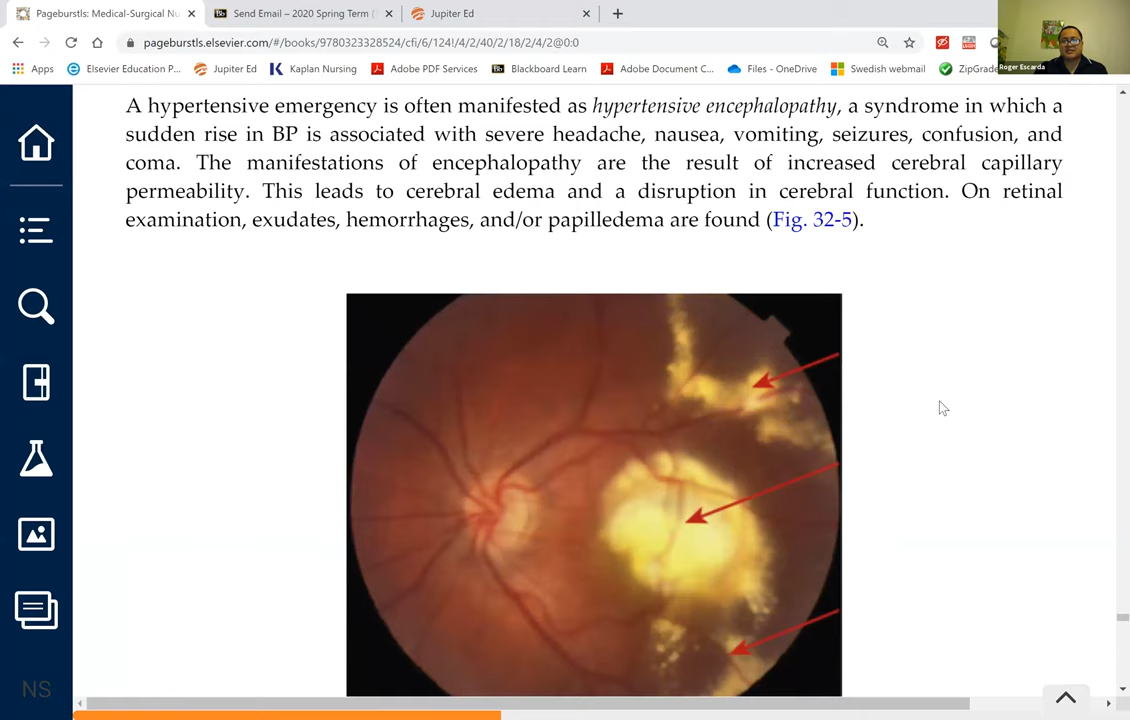 Pageburstls: Medical-Surgical Nu
Send Email – 2020 Spring Term (
Jupiter Ed
pageburstls.elsevier.com/#/books/9780323328524/cfi/6/124!/4/2/40/2/18/2/4/2@0:0
Roger Escarda
Apps
Elsevier Education P...
Jupiter Ed
Kaplan Nursing
Adobe PDF Services
Bb
Blackboard Learn
Adobe Document C...
Files - OneDrive
Swedish webmail
ZipGra
A hypertensive emergency is often manifested as hypertensive encephalopathy, a syndrome in which a
sudden rise in BP is associated with severe headache, nausea, vomiting, seizures, confusion, and
coma. The manifestations of encephalopathy are the result of increased cerebral capillary
permeability. This leads to cerebral edema and a disruption in cerebral function. On retinal
examination, exudates, hemorrhages, and/or papilledema are found (Fig. 32-5).
NS